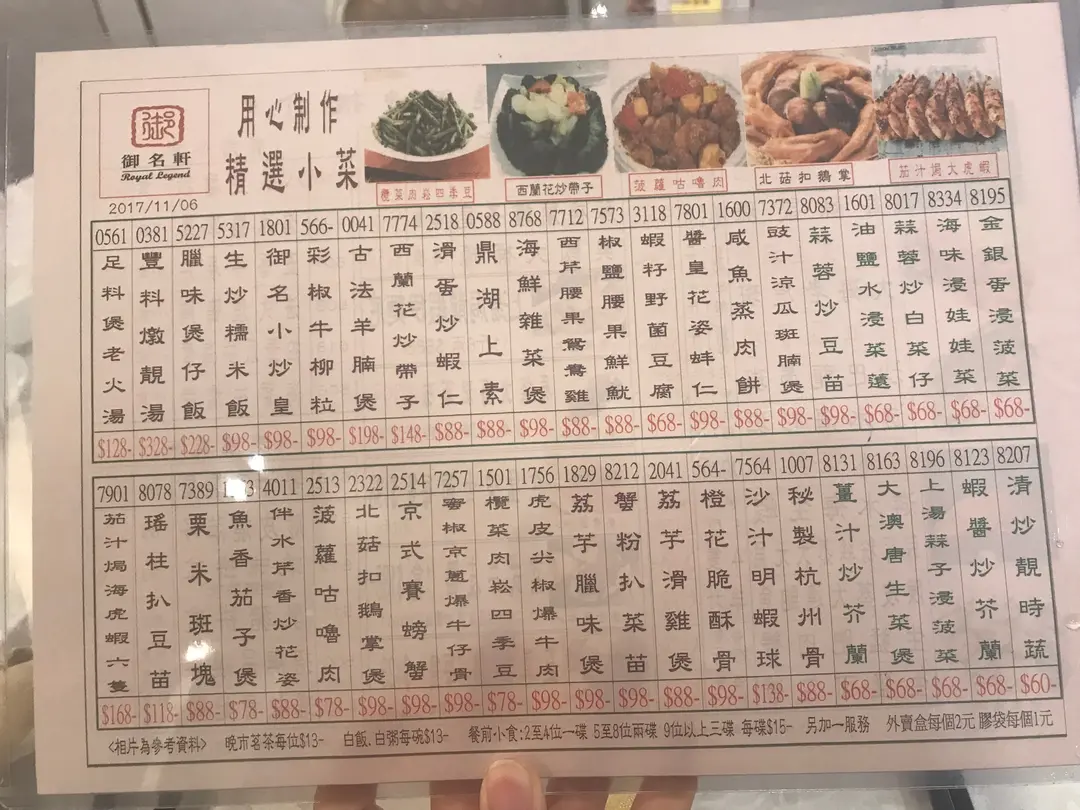 御
御名軒
Royal Legend
2017/11/06
用心制作
精選小菜
欖菜肉崧四季豆
西蘭花炒帶子
菠蘿咕嚕肉
北菇扣鵝掌
茄汁焗大虎蝦
0561 足料煲老火湯 $128-
0381 豐料燉靚湯 $328-
5227 臘味煲仔飯 $228-
5317 生炒糯米飯 $98-
1801 御名小炒皇 $98-
566- 彩椒牛柳粒 $98-
0041 古法羊腩煲 $198-
7774 西蘭花炒帶子 $148-
2518 滑蛋炒蝦仁 $88-
0588 鼎湖上素 $88-
8768 海鮮雜菜煲 $98-
7712 西芹腰果鴛鴦雞 $88-
7573 椒鹽腰果鮮魷 $88-
3118 蝦籽野菌豆腐 $68-
7801 醬皇花姿蚌仁 $98-
1600 咸魚蒸肉餅 $88-
7372 豉汁涼瓜斑腩煲 $98-
8083 蒜蓉炒豆苗 $98-
1601 油鹽水浸菜薳 $68-
8017 蒜蓉炒白菜仔 $68-
8334 海味浸娃娃菜 $68-
8195 金銀蛋浸菠菜 $68-
7901 茄汁焗海虎蝦六隻 $168-
8078 瑤柱扒豆苗 $118-
7389 栗米斑塊 $88-
魚香茄子煲 $78-
4011 伴水芹香炒花姿 $88-
2513 菠蘿咕嚕肉 $78-
2322 北菇扣鵝掌煲 $98-
2514 京式賽螃蟹 $98-
7257 蜜椒京蔥爆牛仔骨 $98-
1501 欖菜肉崧四季豆 $78-
1756 虎皮尖椒爆牛肉 $98-
1829 荔芋臘味煲 $98-
8212 蟹粉扒菜苗 $98-
2041 荔芋滑雞煲 $88-
564- 橙花脆酥骨 $98-
7564 沙汁明蝦球 $138-
1007 秘製杭州骨 $88-
8131 薑汁炒芥蘭 $68-
8163 大澳唐生菜煲 $68-
8196 上湯蒜子浸菠菜 $68-
8123 蝦醬炒芥蘭 $68-
8207 清炒靚時蔬 $60-
<相片為參考資料> 晚市茗茶每位$13- 白飯.白粥每碗$13- 餐前小食:2至4位一碟 5至8位兩碟 9位以上三碟 每碟$15- 另加一服務 外賣盒每個2元 膠袋每個1元